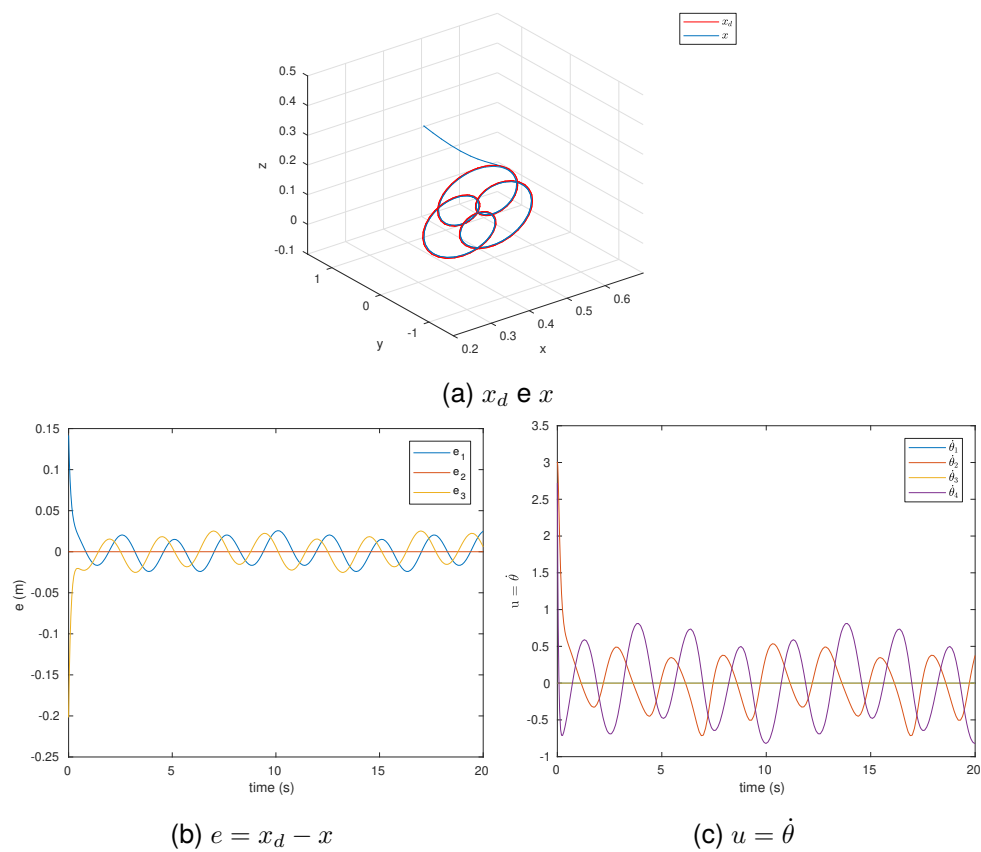 x_d
x
0.5
0.4
0.3
0.2
0.1
0
-0.1
z
1
0
-1
y
0.2
0.3
0.4
0.5
0.6
x
(a) x_d e x
0.15
0.1
0.05
0
-0.05
-0.1
-0.15
-0.2
-0.25
e (m)
0 5 10 15 20
time (s)
e_1
e_2
e_3
(b) e = x_d − x
3.5
3
2.5
2
1.5
1
0.5
0
-0.5
-1
u = θ̇
0 5 10 15 20
time (s)
θ̇_1
θ̇_2
θ̇_3
θ̇_4
(c) u = θ̇